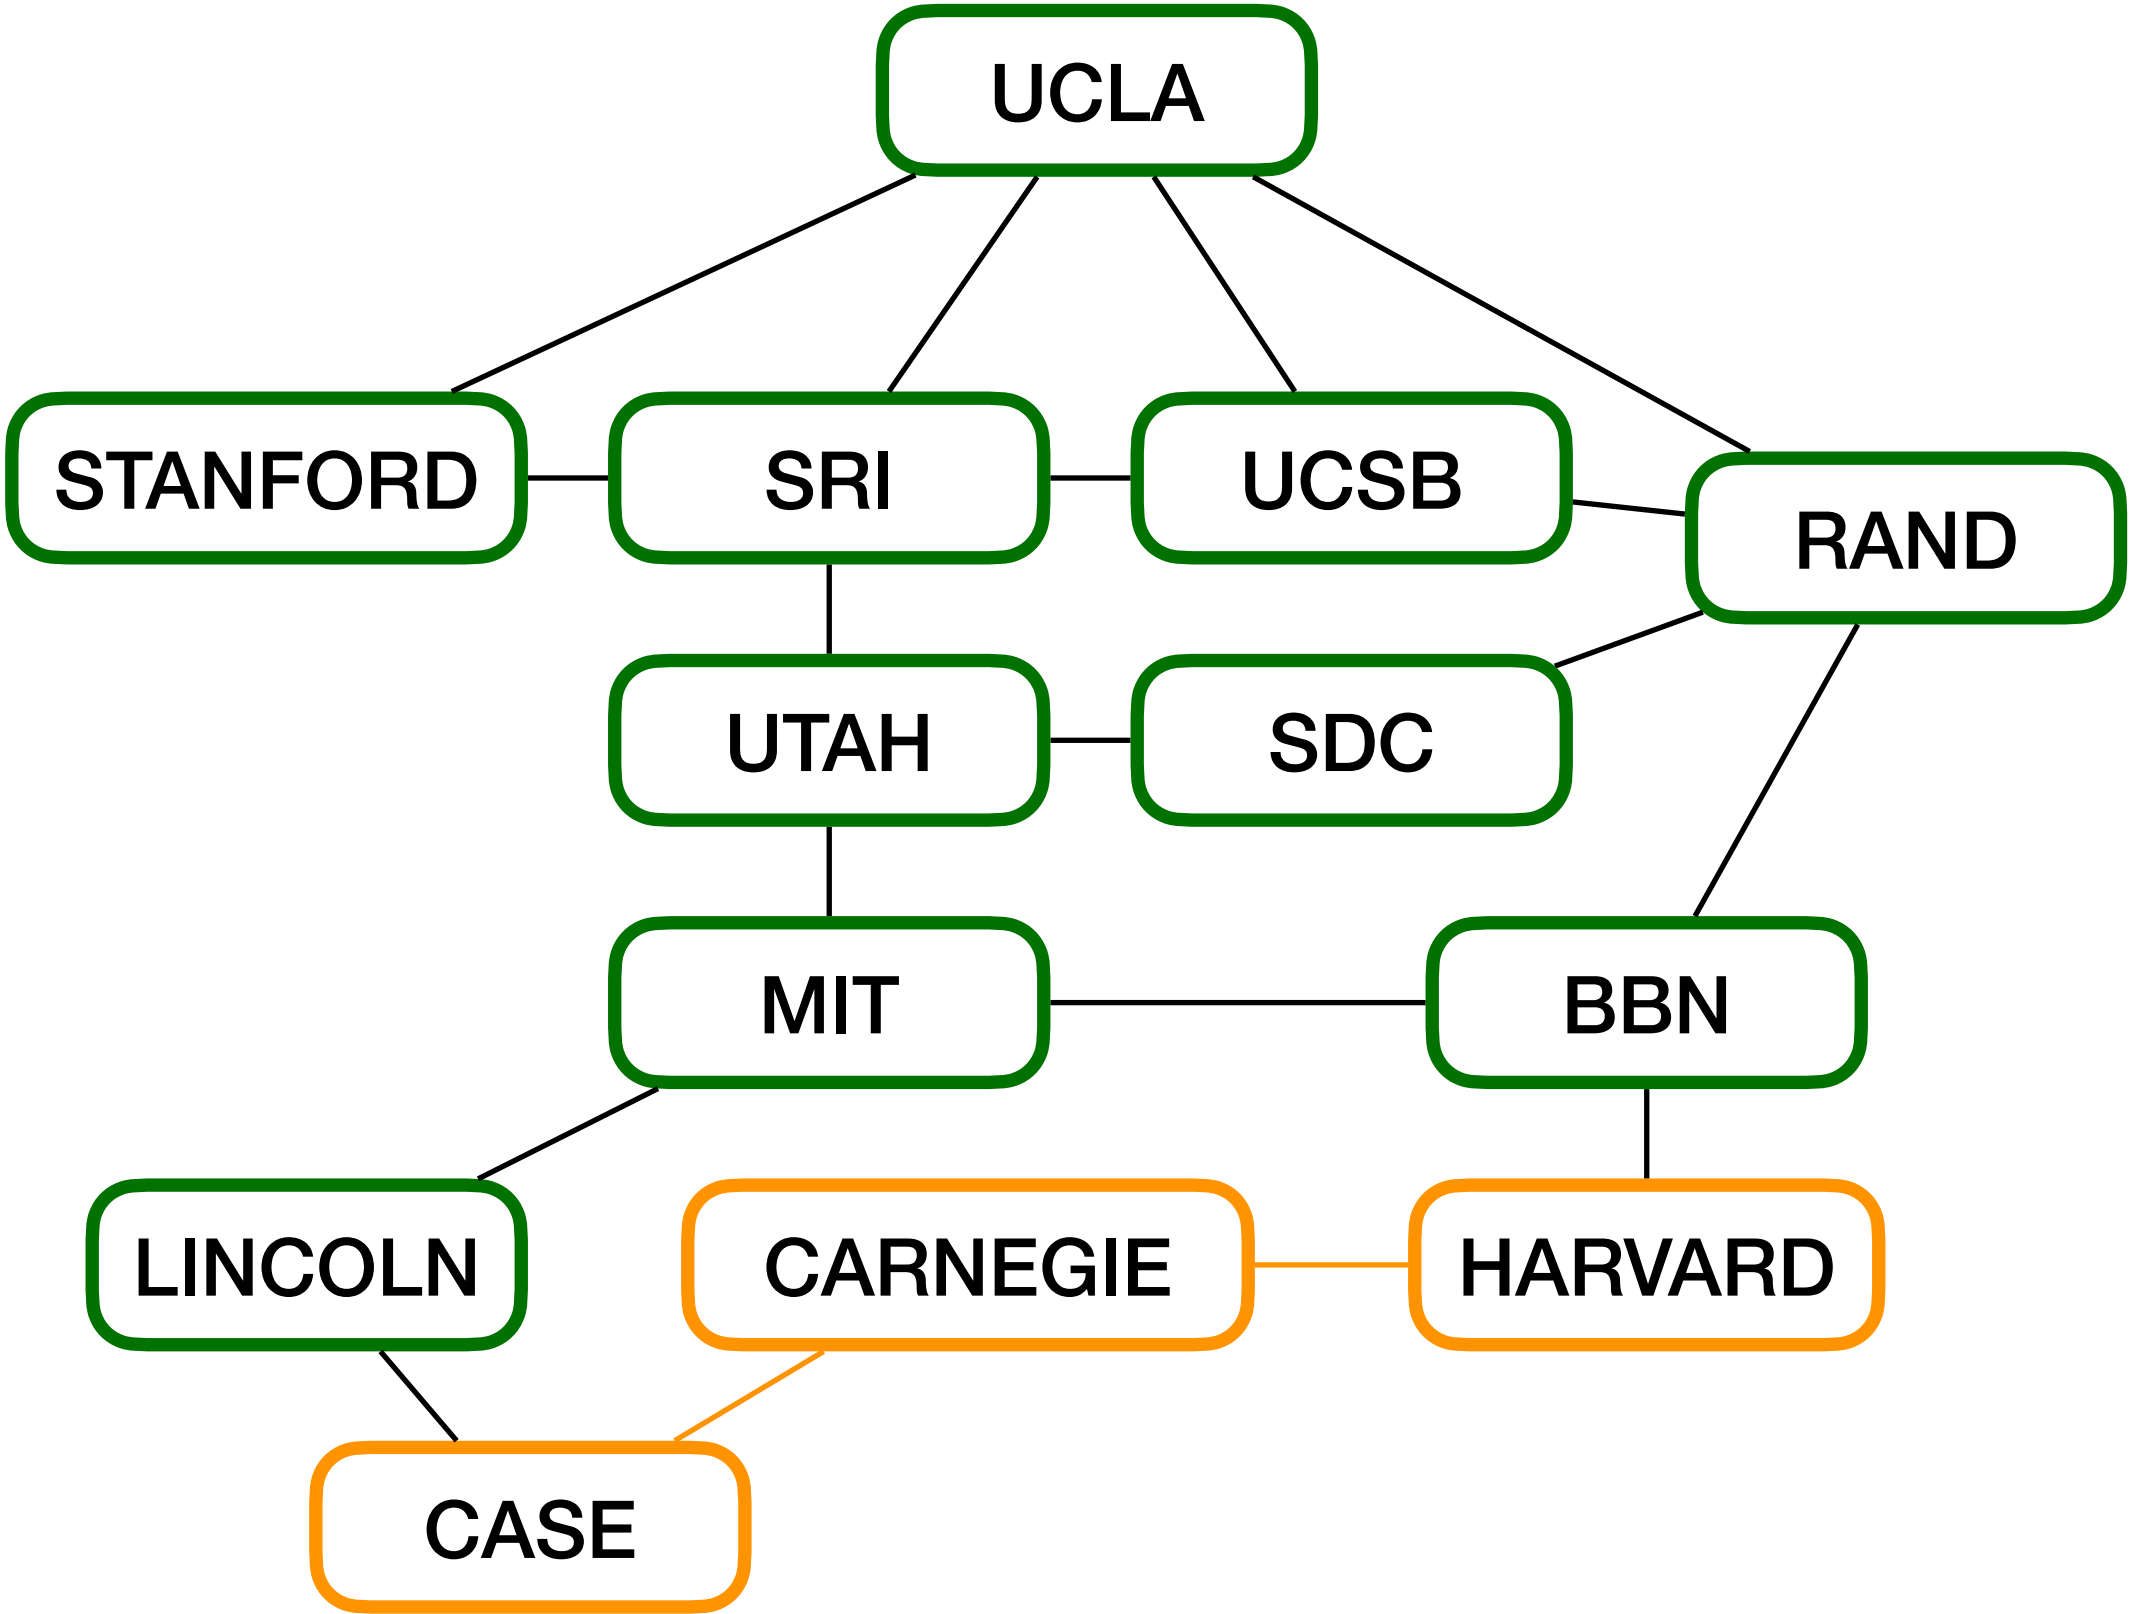 UCLA
STANFORD
SRI
UCSB
RAND
UTAH
SDC
MIT
BBN
LINCOLN
CARNEGIE
HARVARD
CASE